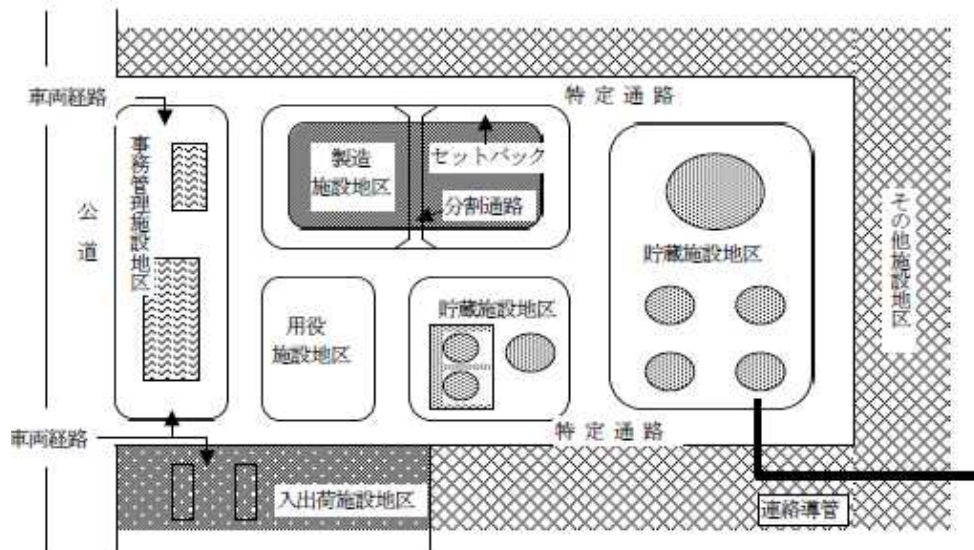 特定通路
車両経路
事務管理施設地区
製造
施設地区
セットバック
分割通路
公道
貯蔵施設地区
その他施設地区
用役
施設地区
貯蔵施設地区
特定通路
車両経路
入出荷施設地区
連絡導管